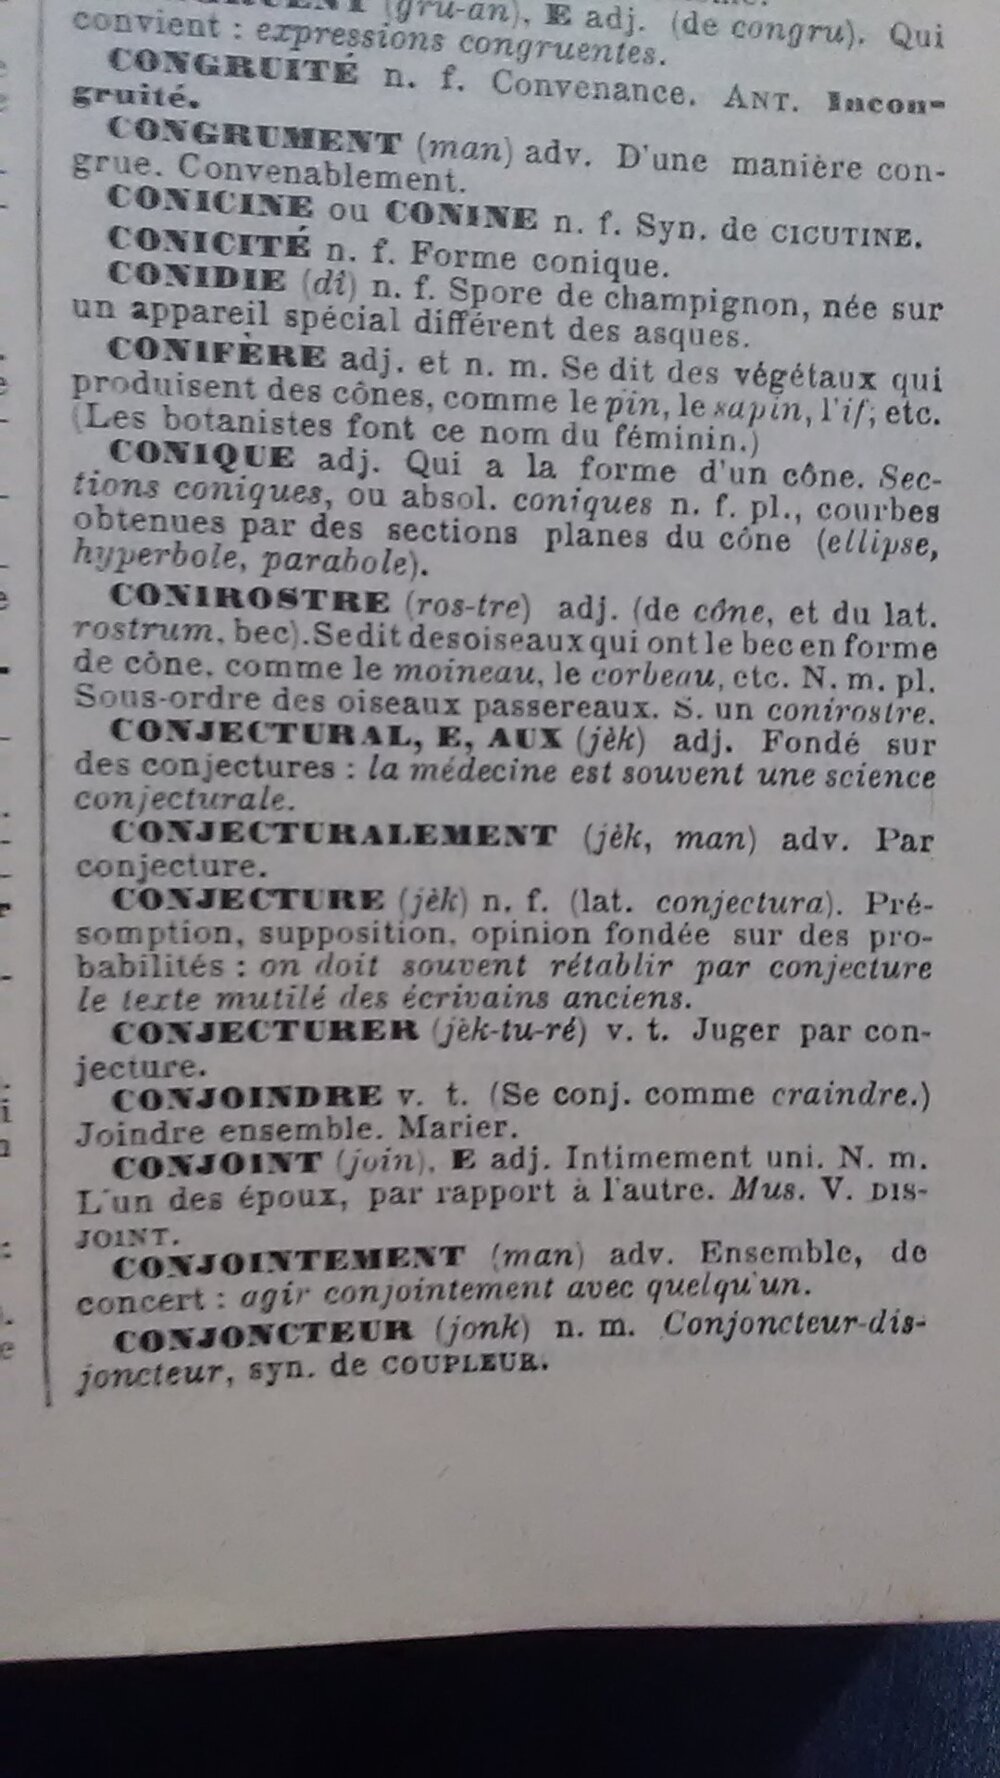 (gru-an), E adj. (de congru). Qui
convient : expressions congruentes.
CONGRUITÉ n. f. Convenance. ANT. Incon-
gruité.
CONGRUMENT (man) adv. D'une manière con-
grue. Convenablement.
CONICINE ou CONINE n. f. Syn. de CICUTINE.
CONICITÉ n. f. Forme conique.
CONIDIE (dî) n. f. Spore de champignon, née sur
un appareil spécial différent des asques.
CONIFÈRE adj. et n. m. Se dit des végétaux qui
produisent des cônes, comme le pin, le sapin, l'if, etc.
(Les botanistes font ce nom du féminin.)
CONIQUE adj. Qui a la forme d'un cône. Sec-
tions coniques, ou absol. coniques n. f. pl., courbes
obtenues par des sections planes du cône (ellipse,
hyperbole, parabole).
CONIROSTRE (ros-tre) adj. (de cône, et du lat.
rostrum, bec). Se dit des oiseaux qui ont le bec en forme
de cône, comme le moineau, le corbeau, etc. N. m. pl.
Sous-ordre des oiseaux passereaux. S. un conirostre.
CONJECTURAL, E, AUX (jèk) adj. Fondé sur
des conjectures : la médecine est souvent une science
conjecturale.
CONJECTURALEMENT (jèk, man) adv. Par
conjecture.
CONJECTURE (jèk) n. f. (lat. conjectura). Pré-
somption, supposition, opinion fondée sur des pro-
babilités : on doit souvent rétablir par conjecture
le texte mutilé des écrivains anciens.
CONJECTURER (jèk-tu-ré) v. t. Juger par con-
jecture.
CONJOINDRE v. t. (Se conj. comme craindre.)
Joindre ensemble. Marier.
CONJOINT (join), E adj. Intimement uni. N. m.
L'un des époux, par rapport à l'autre. Mus. V. DIS-
JOINT.
CONJOINTEMENT (man) adv. Ensemble, de
concert : agir conjointement avec quelqu'un.
CONJONCTEUR (jonk) n. m. Conjoncteur-dis-
joncteur, syn. de COUPLEUR.